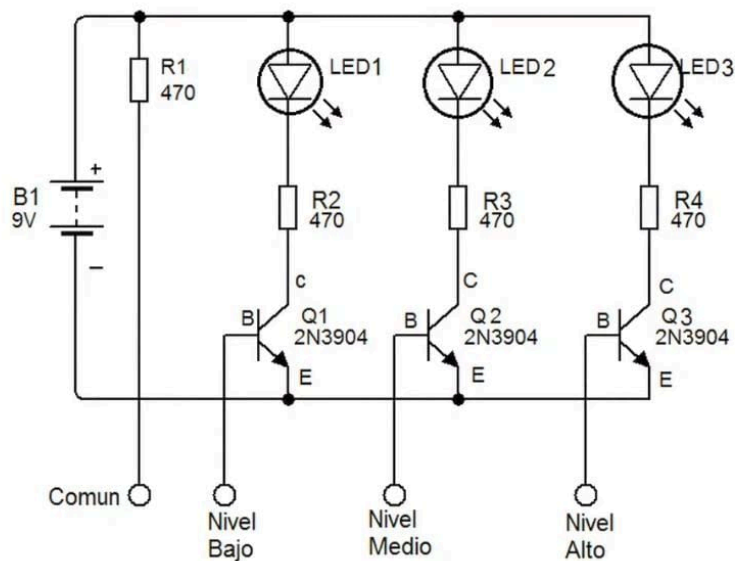 R1
470
LED1
LED2
LED3
+
B1
9V
–
R2
470
R3
470
R4
470
c
C
C
B
Q1
2N3904
B
Q2
2N3904
B
Q3
2N3904
E
E
E
Comun
Nivel
Bajo
Nivel
Medio
Nivel
Alto